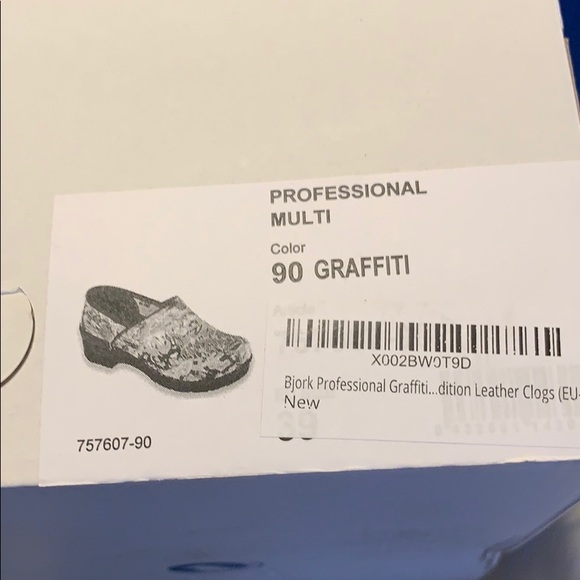 PROFESSIONAL
MULTI
Color
90 GRAFFITI
X002BW0T9D
Bjork Professional Graffiti...dition Leather Clogs (EU-
New
757607-90